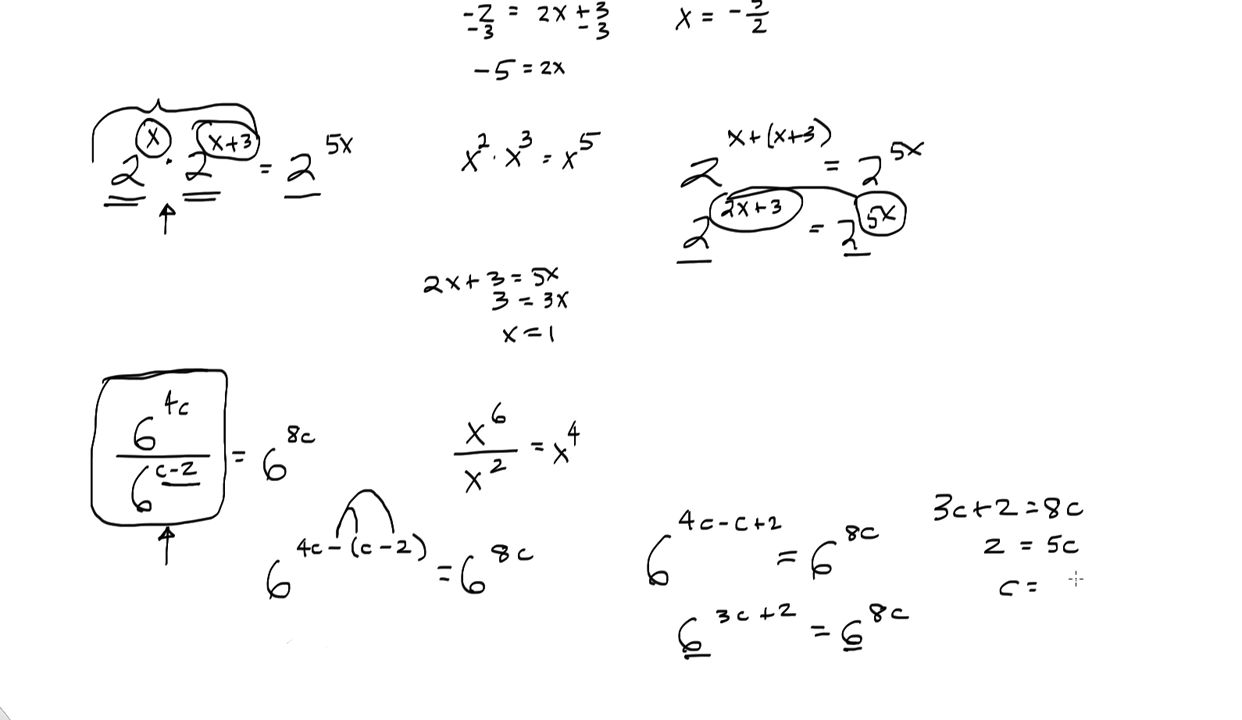 -2 = 2x + 3
-3 - 3
x = -5/2
-5 = 2x
2^x · 2^(x+3) = 2^(5x)
x^2 · x^3 = x^5
2^(x+(x+3)) = 2^(5x)
2^(2x+3) = 2^(5x)
2x + 3 = 5x
3 = 3x
x = 1
6^(4c) / 6^(c-2) = 6^(8c)
x^6 / x^2 = x^4
6^(4c-(c-2)) = 6^(8c)
6^(4c-c+2) = 6^(8c)
6^(3c+2) = 6^(8c)
3c + 2 = 8c
2 = 5c
c =